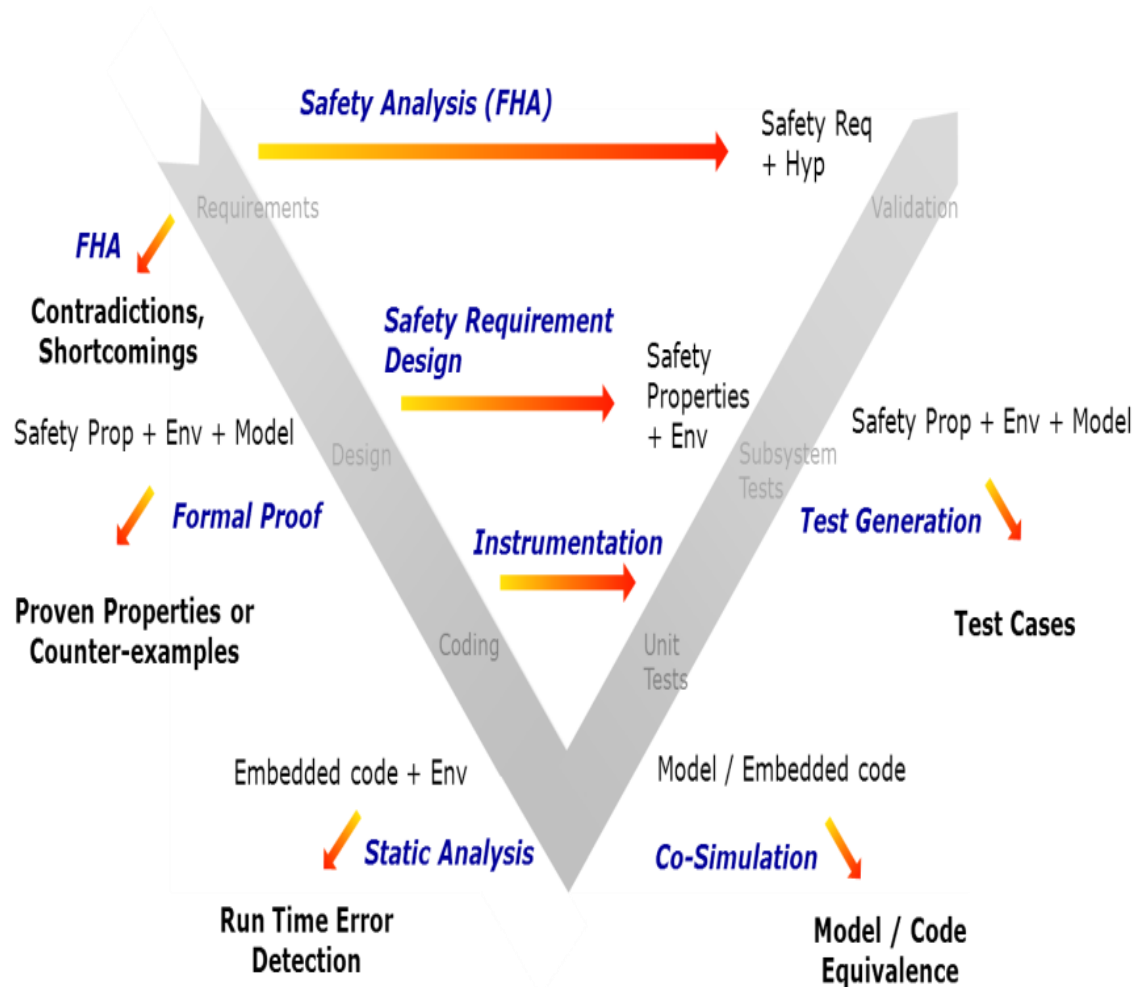 Safety Analysis (FHA)
Safety Req
+ Hyp
Requirements
Validation
FHA
Contradictions,
Shortcomings
Safety Requirement
Design
Safety
Properties
+ Env
Safety Prop + Env + Model
Safety Prop + Env + Model
Design
Subsystem
Tests
Formal Proof
Test Generation
Instrumentation
Proven Properties or
Counter-examples
Test Cases
Coding
Unit
Tests
Embedded code + Env
Model / Embedded code
Static Analysis
Co-Simulation
Run Time Error
Detection
Model / Code
Equivalence